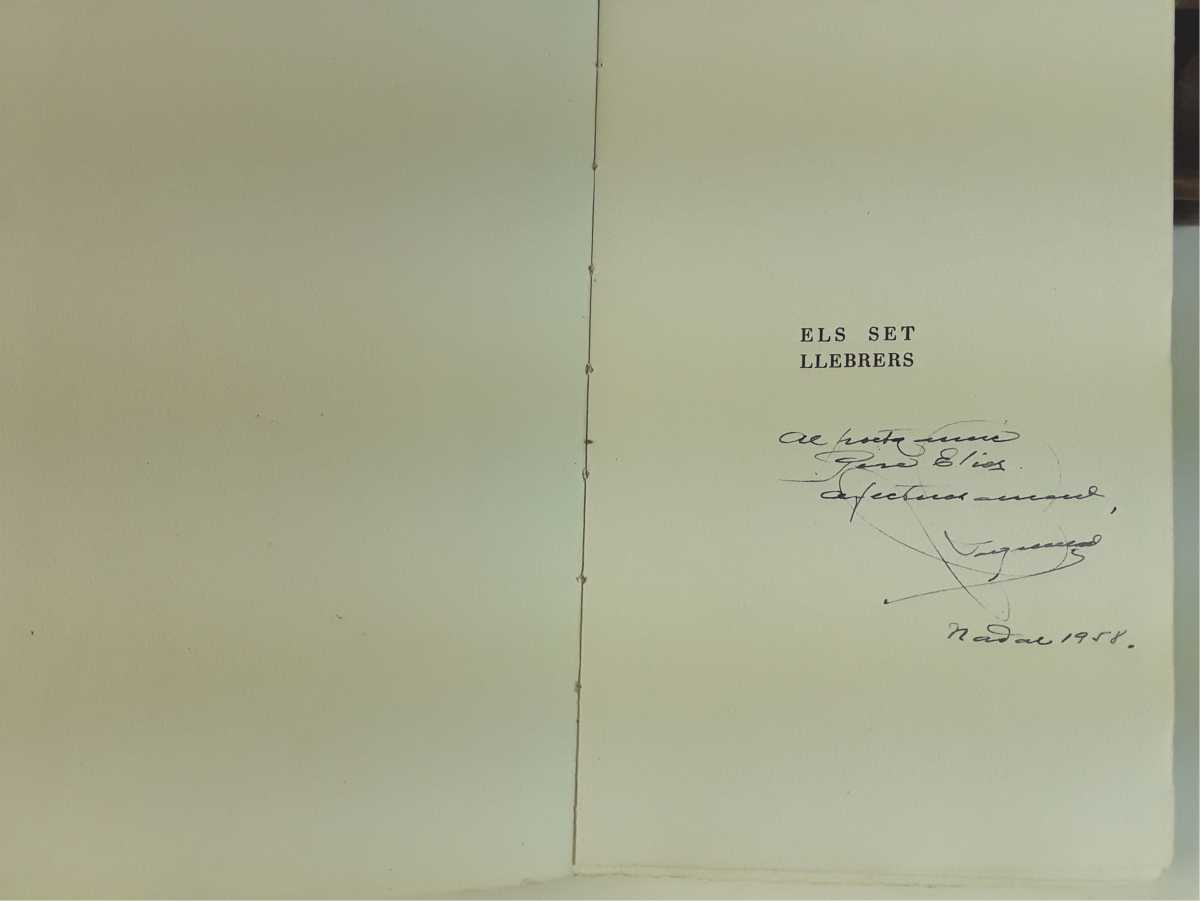 ELS SET
LLEBRERS
Al poeta amic
Pere Elies
afectuosament,
Nadal 1958.